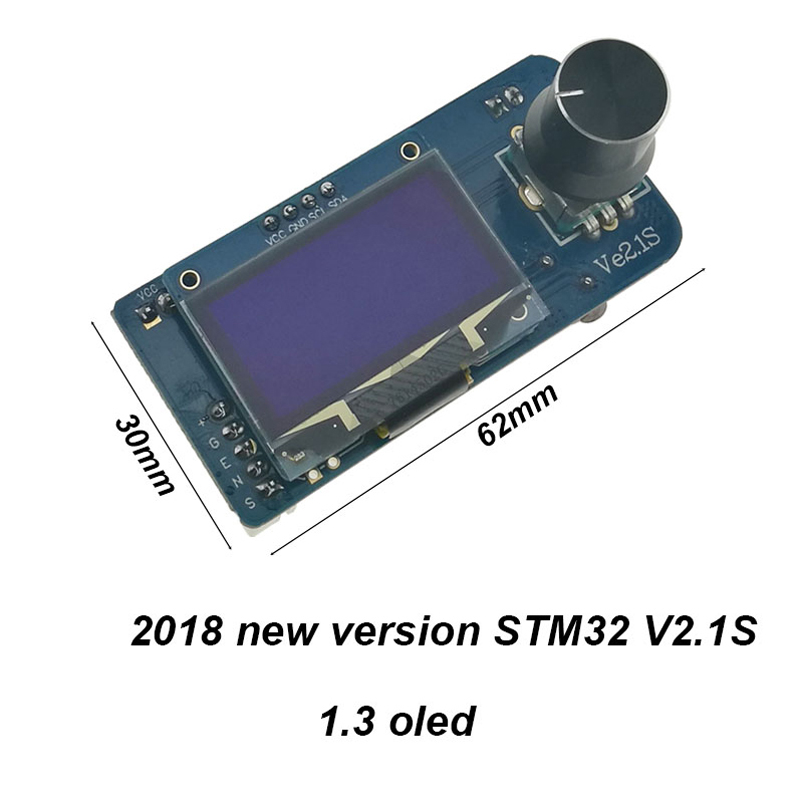 VCC GND SCL SDA
Ve2.1S
VCC
+
G
E
N
S
30mm
62mm
2018 new version STM32 V2.1S
1.3 oled